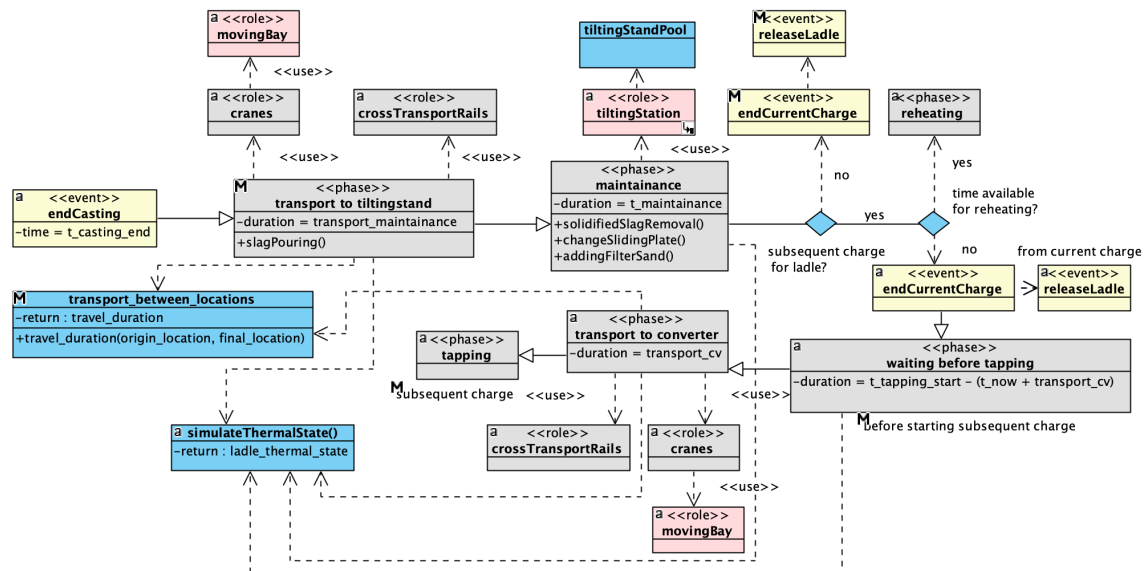 a <<role>>
movingBay
<<use>>
a <<role>>
cranes
a <<role>>
crossTransportRails
<<use>>
<<use>>
tiltingStandPool
a <<role>>
tiltingStation
<<use>>
M <<event>>
releaseLadle
M <<event>>
endCurrentCharge
a <<phase>>
reheating
no
yes
time available
for reheating?
a <<event>>
endCasting
-time = t_casting_end
M <<phase>>
transport to tiltingstand
-duration = transport_maintainance
+slagPouring()
<<phase>>
maintainance
-duration = t_maintainance
+solidifiedSlagRemoval()
+changeSlidingPlate()
+addingFilterSand()
yes
subsequent charge
for ladle?
no
from current charge
a <<event>>
endCurrentCharge
a <<event>>
releaseLadle
M transport_between_locations
-return : travel_duration
+travel_duration(origin_location, final_location)
a <<phase>>
tapping
M subsequent charge
a <<phase>>
transport to converter
-duration = transport_cv
<<use>>
<<use>>
a <<phase>>
waiting before tapping
-duration = t_tapping_start - (t_now + transport_cv)
M before starting subsequent charge
a simulateThermalState()
-return : ladle_thermal_state
a <<role>>
crossTransportRails
a <<role>>
cranes
<<use>>
a <<role>>
movingBay